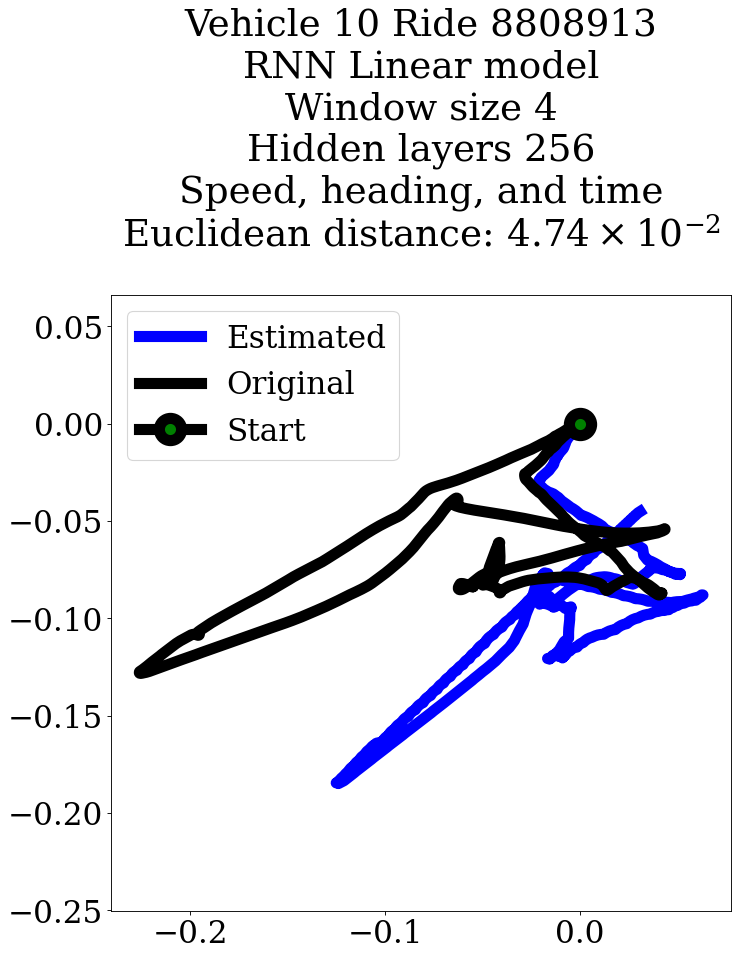 Vehicle 10 Ride 8808913
RNN Linear model
Window size 4
Hidden layers 256
Speed, heading, and time
Euclidean distance: 4.74 × 10⁻²
Estimated
Original
Start
0.05
0.00
−0.05
−0.10
−0.15
−0.20
−0.25
−0.2
−0.1
0.0